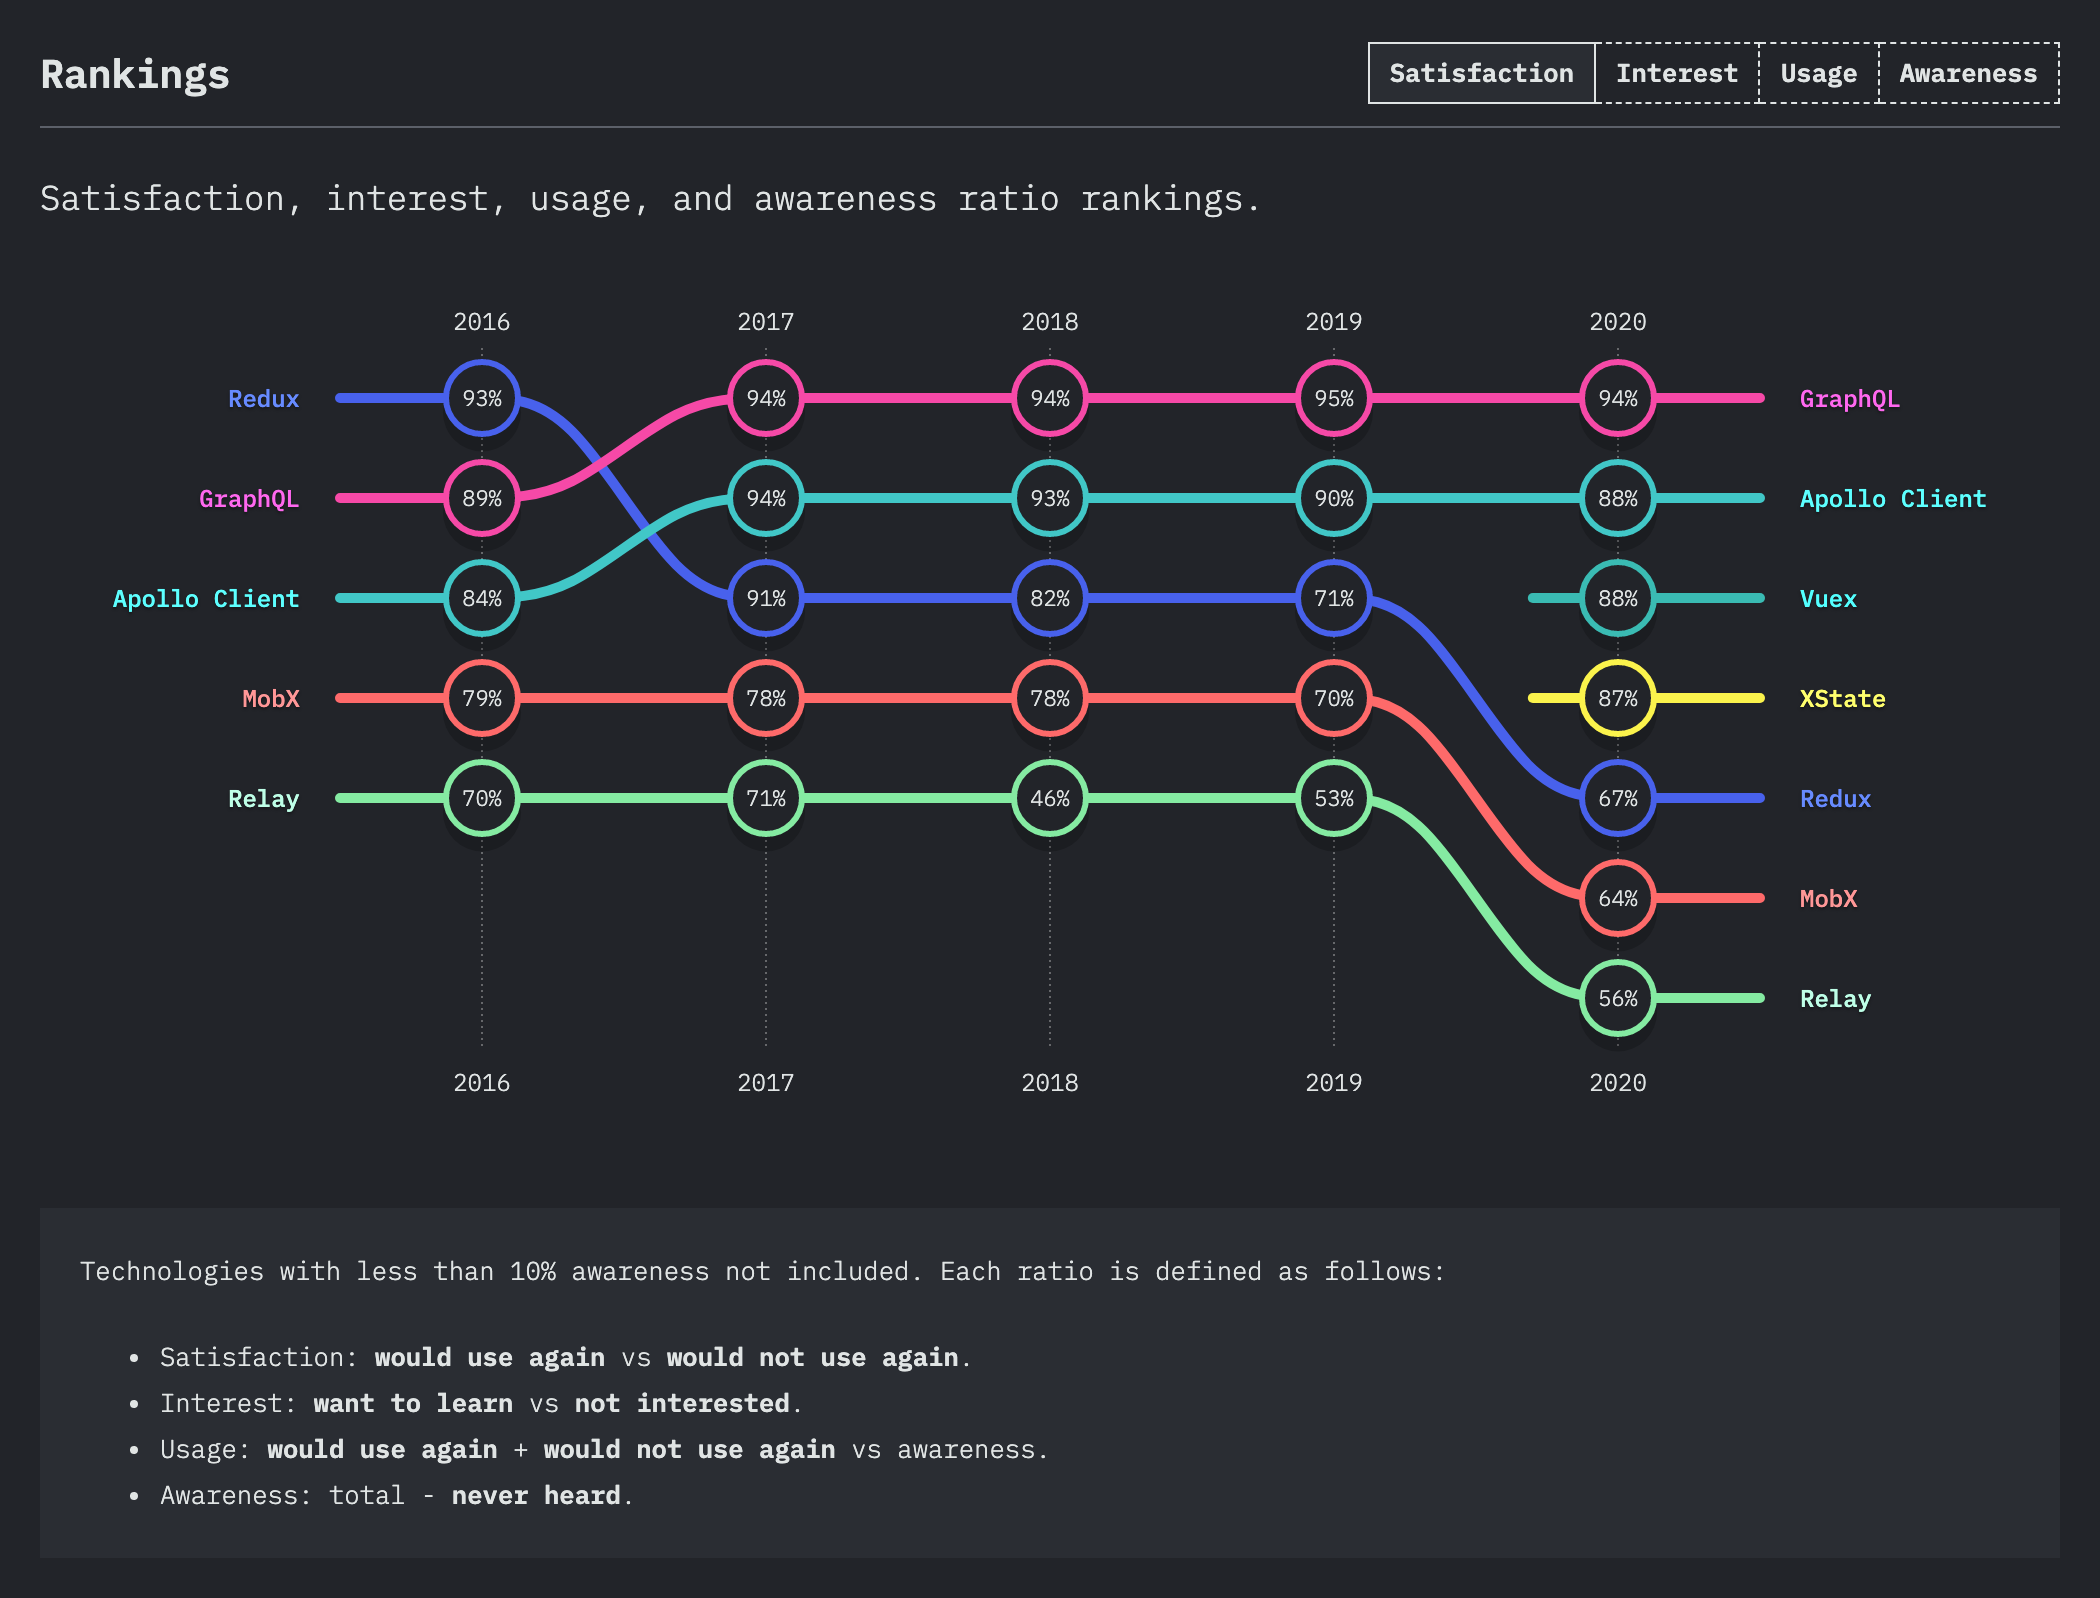 Rankings
Satisfaction Interest Usage Awareness
Satisfaction, interest, usage, and awareness ratio rankings.
2016 2017 2018 2019 2020
Redux 93% 94% 94% 95% 94% GraphQL
GraphQL 89% 94% 93% 90% 88% Apollo Client
Apollo Client 84% 91% 82% 71% 88% Vuex
MobX 79% 78% 78% 70% 87% XState
Relay 70% 71% 46% 53% 67% Redux
64% MobX
56% Relay
2016 2017 2018 2019 2020
Technologies with less than 10% awareness not included. Each ratio is defined as follows:
• Satisfaction: would use again vs would not use again.
• Interest: want to learn vs not interested.
• Usage: would use again + would not use again vs awareness.
• Awareness: total - never heard.